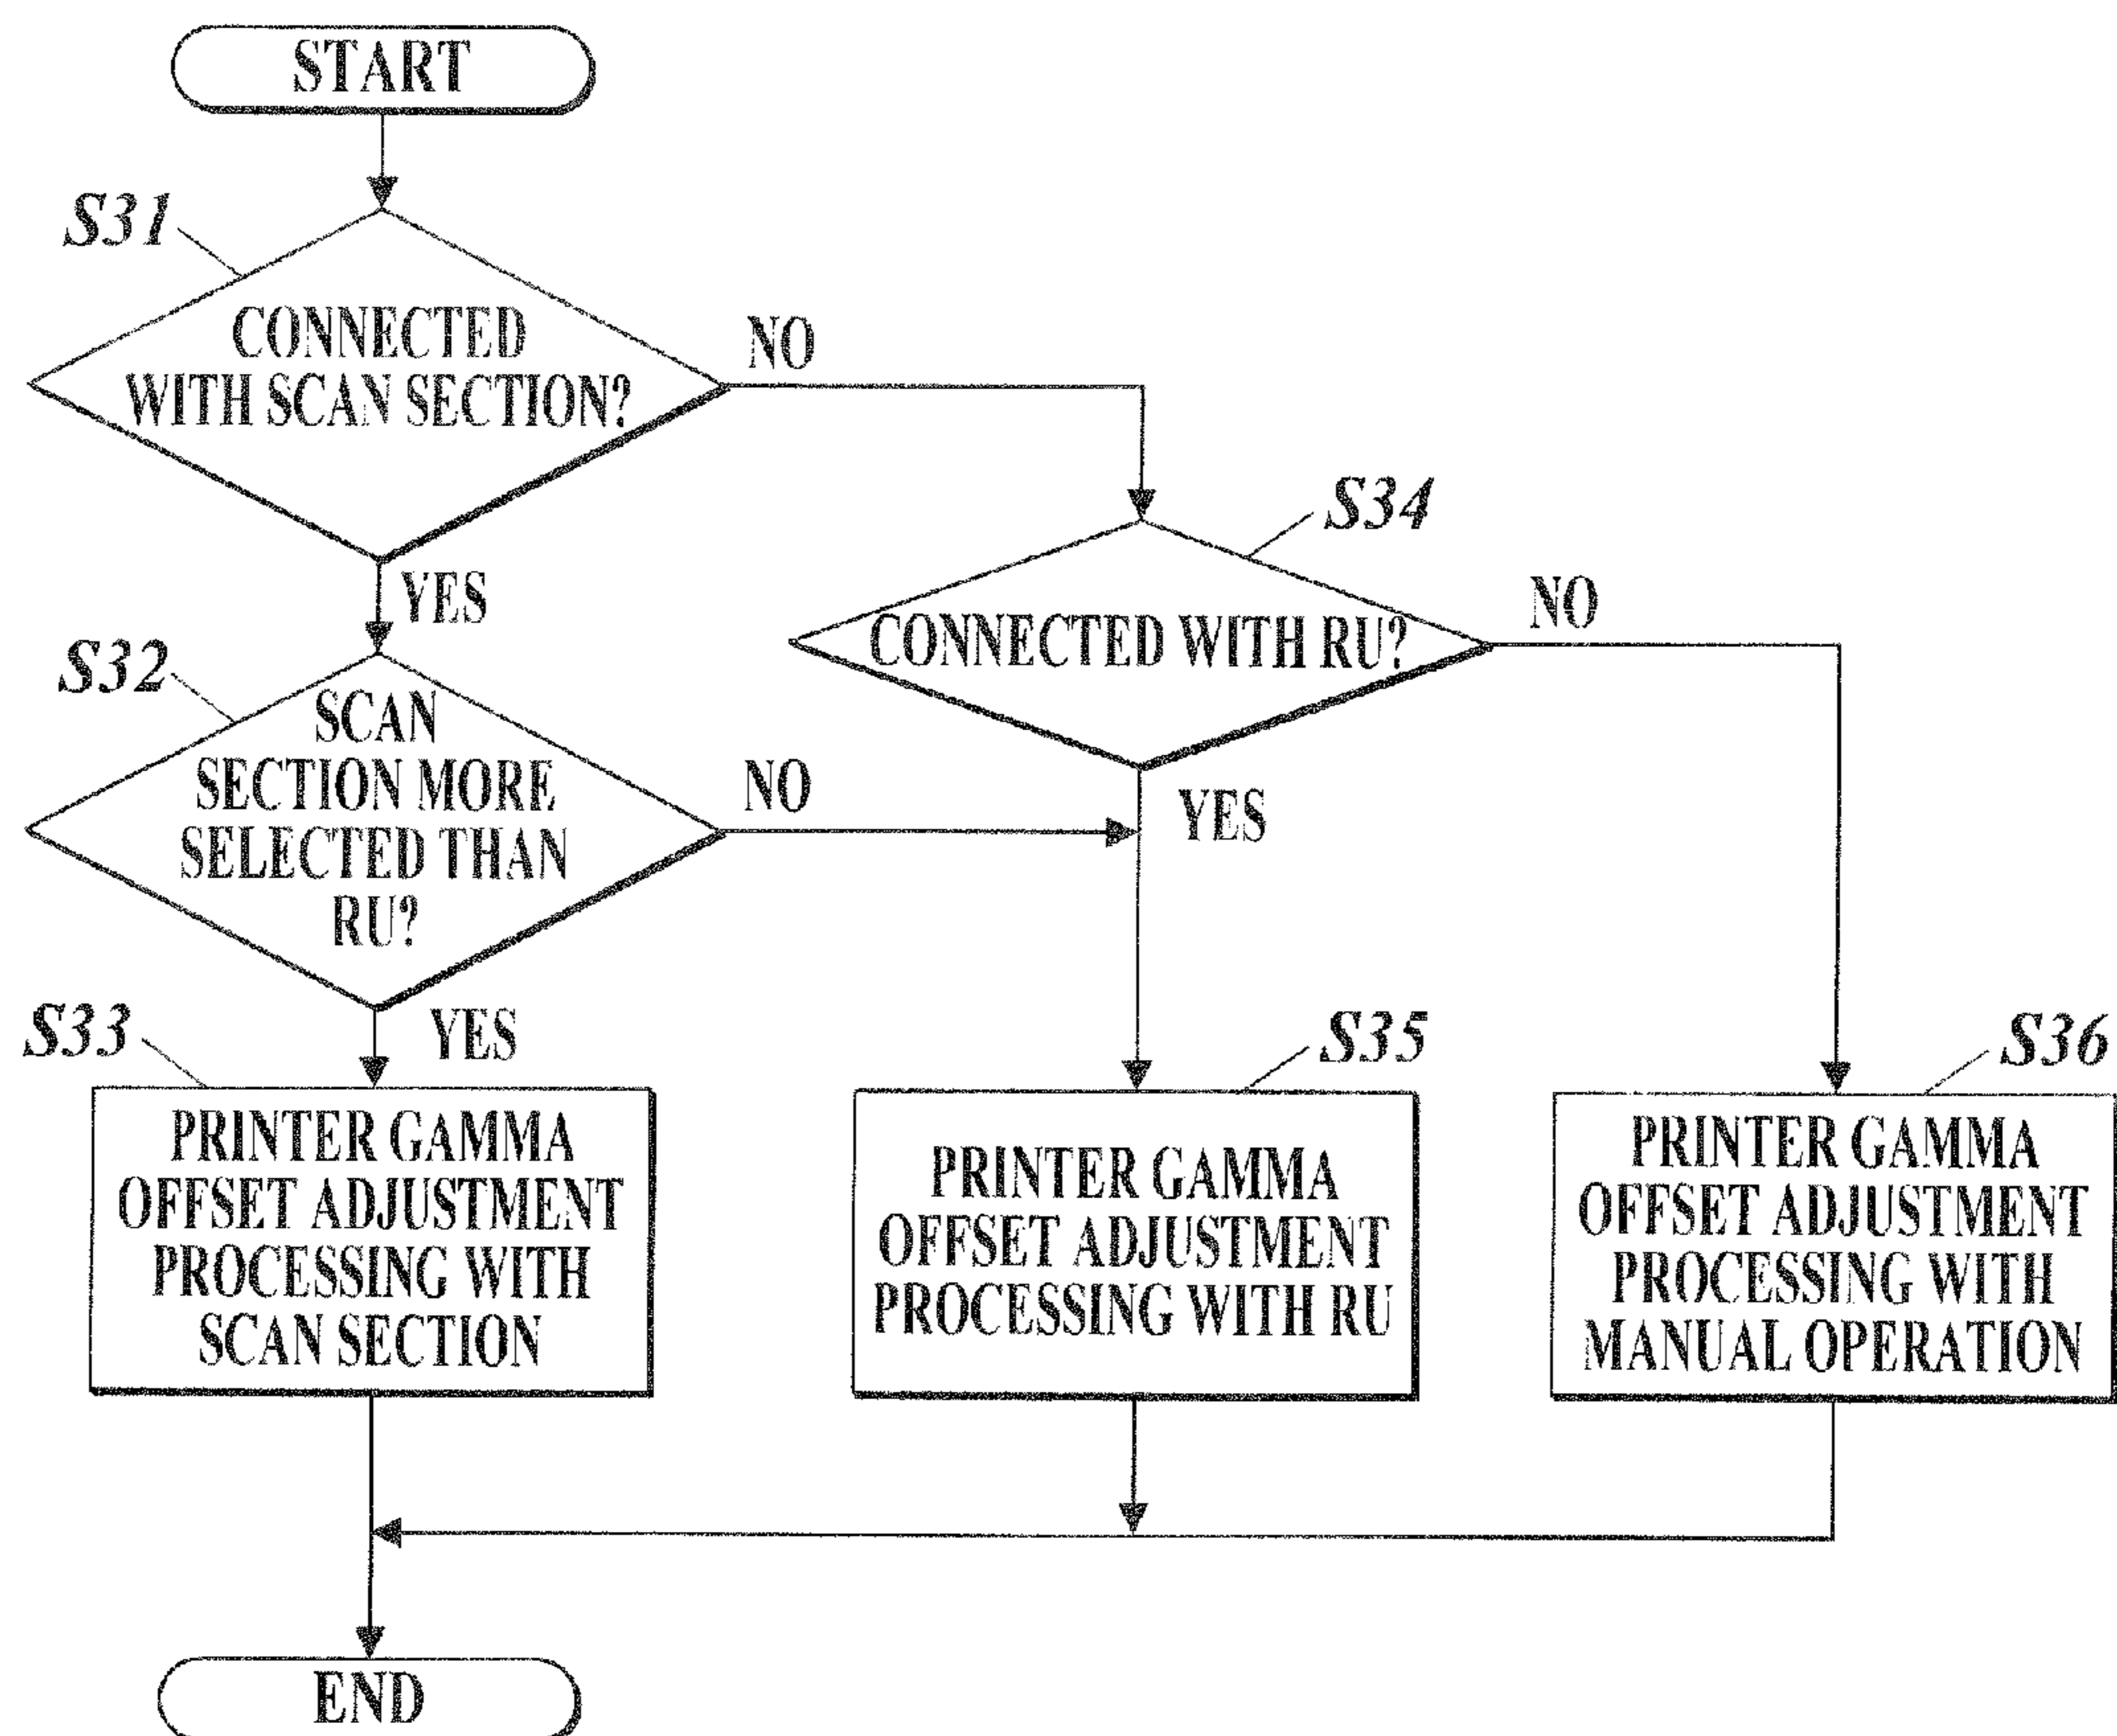 START
S31
CONNECTED
WITH SCAN SECTION?
NO
YES
S34
CONNECTED WITH RU?
NO
YES
S32
SCAN
SECTION MORE
SELECTED THAN
RU?
NO
YES
S33
PRINTER GAMMA
OFFSET ADJUSTMENT
PROCESSING WITH
SCAN SECTION
S35
PRINTER GAMMA
OFFSET ADJUSTMENT
PROCESSING WITH RU
S36
PRINTER GAMMA
OFFSET ADJUSTMENT
PROCESSING WITH
MANUAL OPERATION
END